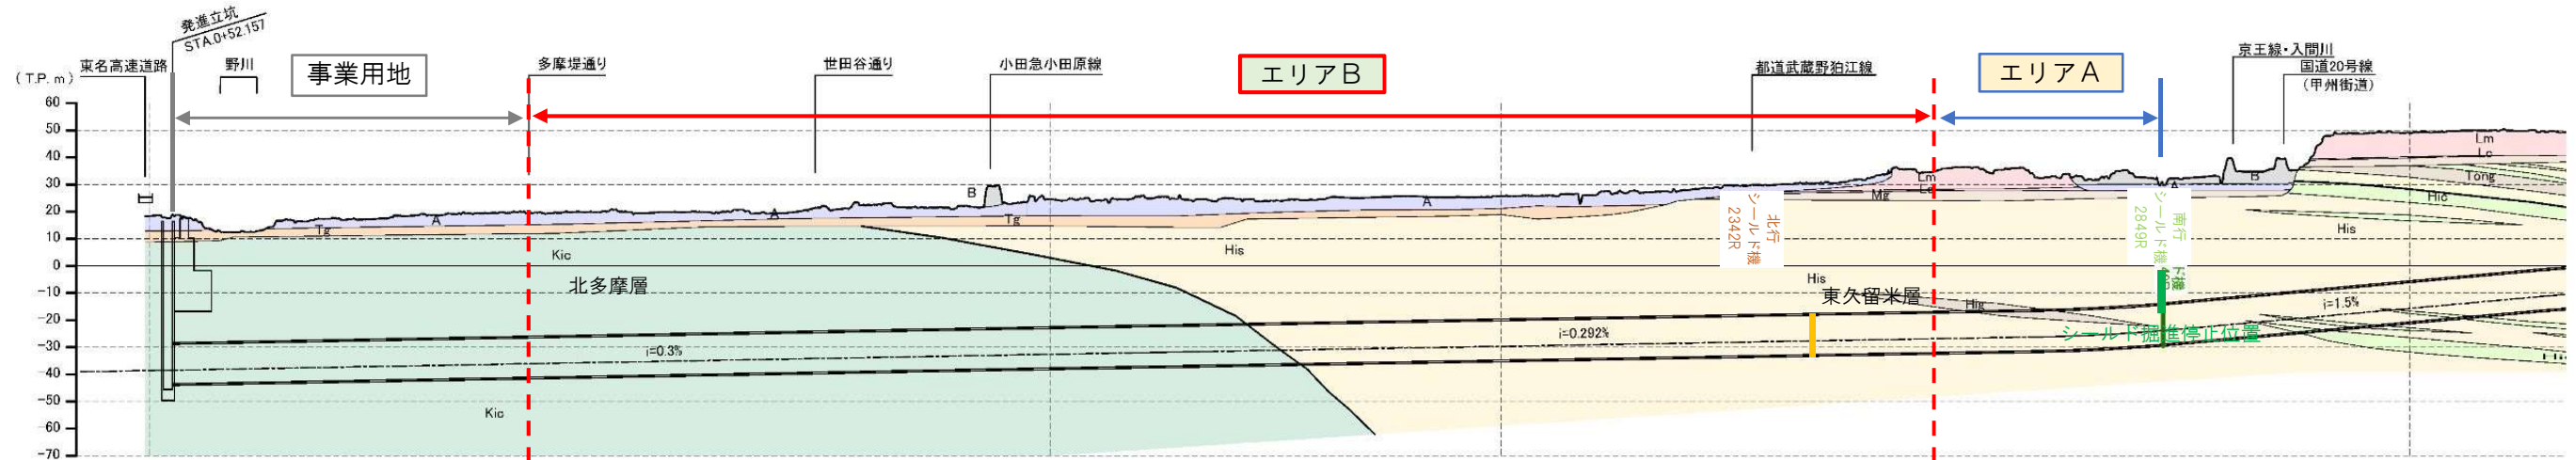 発進立坑
STA.0+52.157
東名高速道路
野川
事業用地
多摩堤通り
世田谷通り
小田急小田原線
エリアB
都道武蔵野狛江線
エリアA
京王線・入間川
国道20号線
(甲州街道)
(T.P. m)
60
50
40
30
20
10
0
-10
-20
-30
-40
-50
-60
-70
Tg
A
A
B
Tg
A
Lm
Lc
Mg
A
B
Lm
Lc
Tong
Hic
His
Kic
北多摩層
His
北行
シールド機
2342R
南行
シールド機
2849R
His
東久留米層
Hig
i=0.3%
i=0.292%
i=1.5%
シールド掘進停止位置
Kic